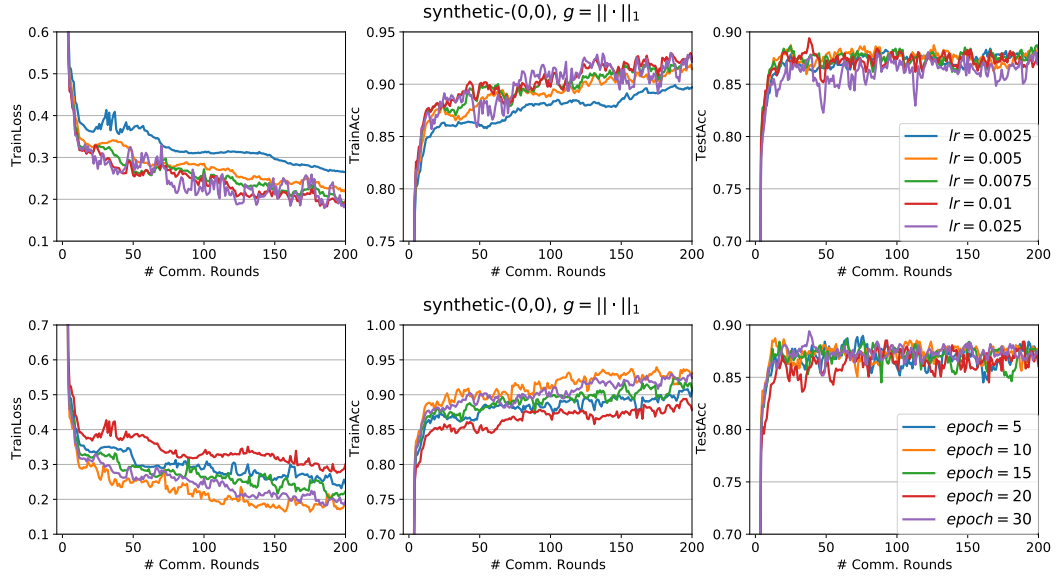 synthetic-(0,0), g = || · ||₁
0.6
0.5
0.4
0.3
0.2
0.1
TrainLoss
0
50
100
150
200
# Comm. Rounds
0.95
0.90
0.85
0.80
0.75
TrainAcc
0
50
100
150
200
# Comm. Rounds
0.90
0.85
0.80
0.75
0.70
TestAcc
lr = 0.0025
lr = 0.005
lr = 0.0075
lr = 0.01
lr = 0.025
0
50
100
150
200
# Comm. Rounds
synthetic-(0,0), g = || · ||₁
0.7
0.6
0.5
0.4
0.3
0.2
0.1
TrainLoss
0
50
100
150
200
# Comm. Rounds
1.00
0.95
0.90
0.85
0.80
0.75
0.70
TrainAcc
0
50
100
150
200
# Comm. Rounds
0.90
0.85
0.80
0.75
0.70
TestAcc
epoch = 5
epoch = 10
epoch = 15
epoch = 20
epoch = 30
0
50
100
150
200
# Comm. Rounds